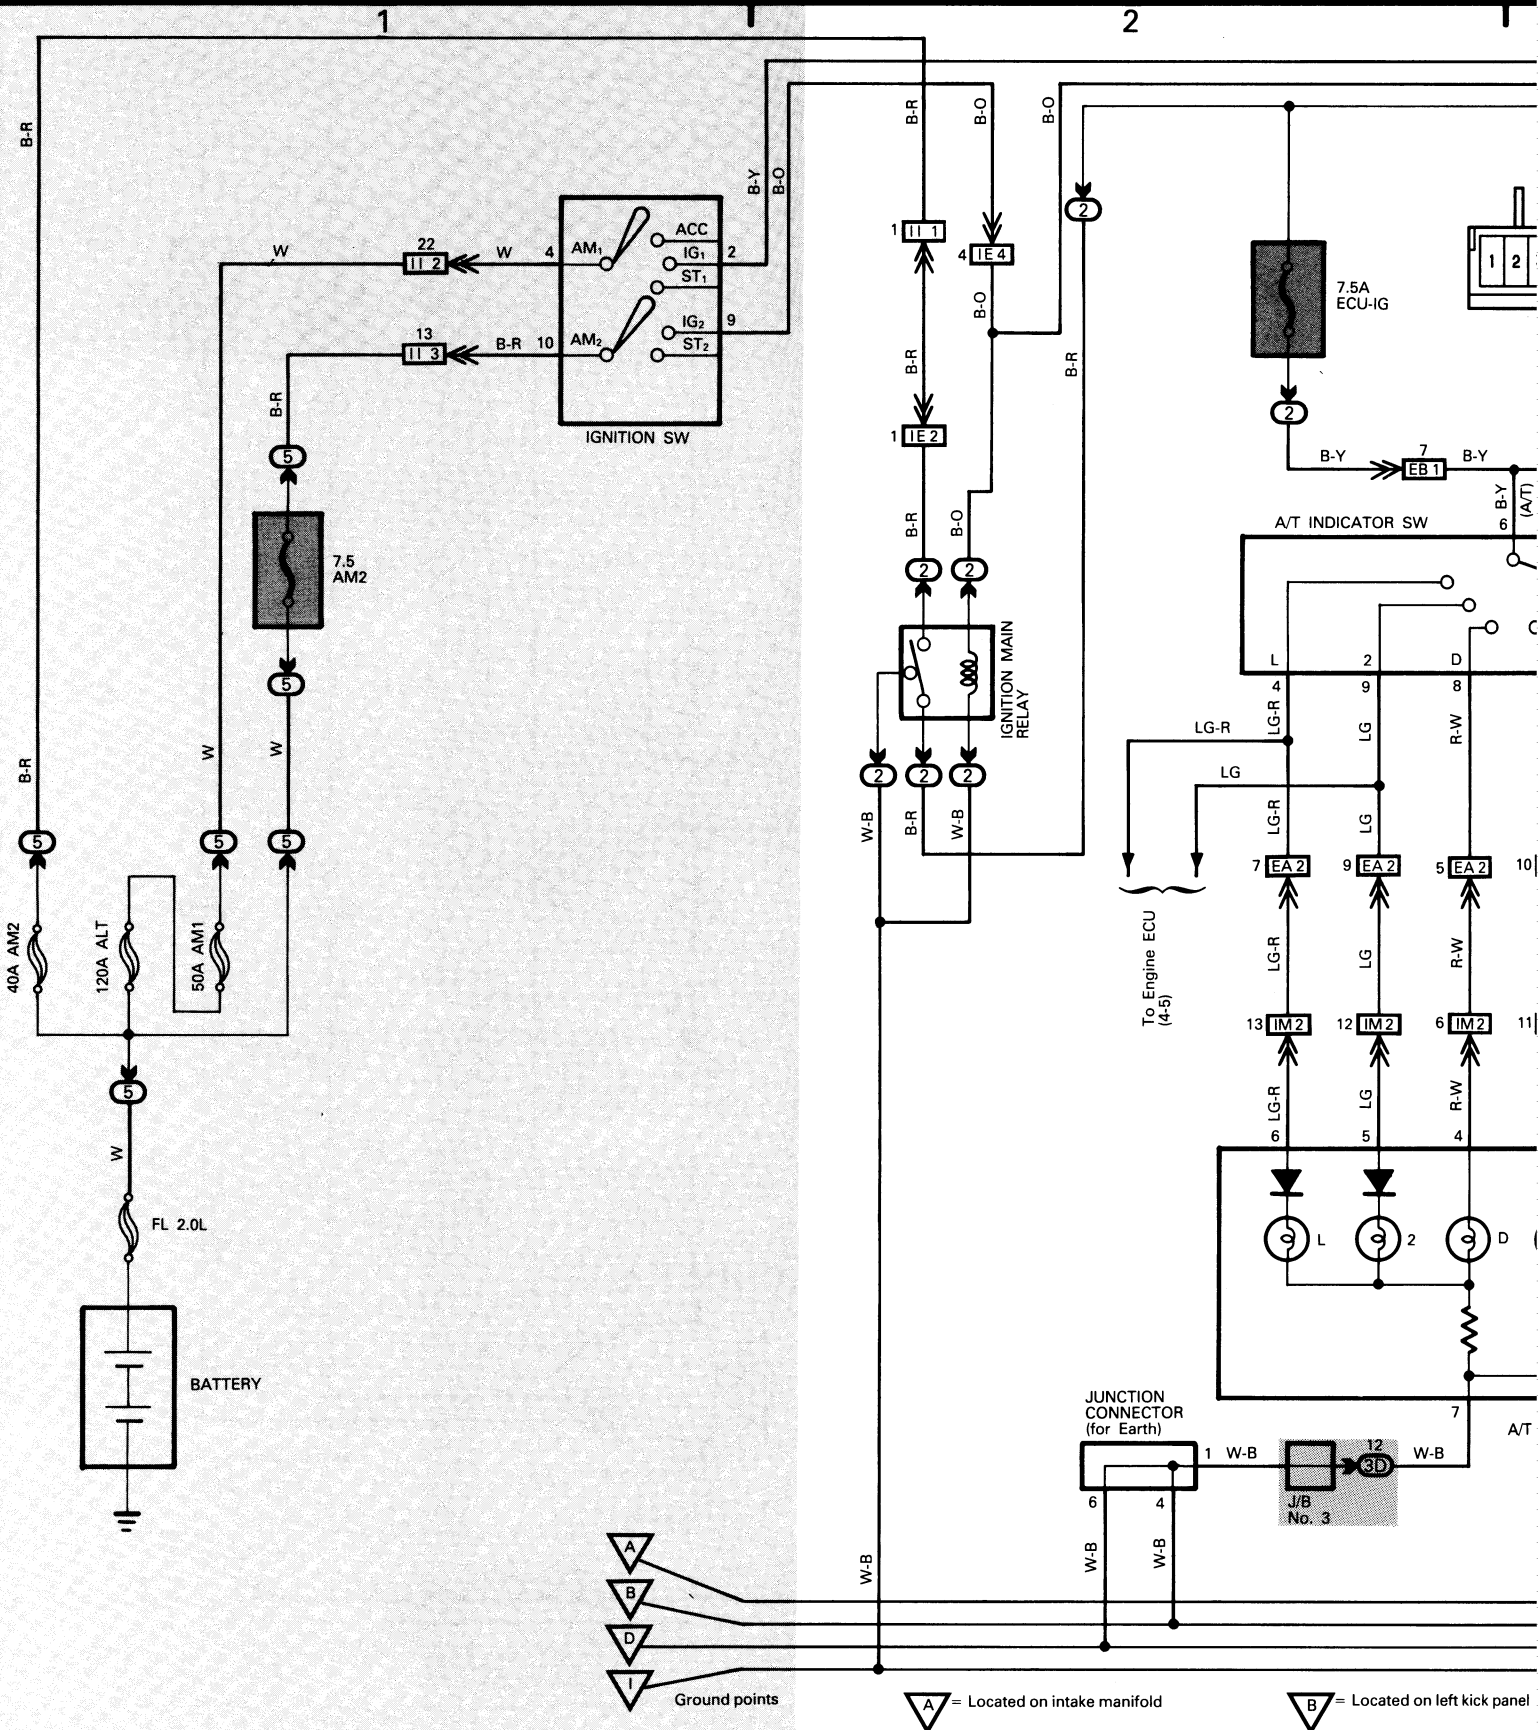 1
2
B-R
B-Y
B-O
B-R
B-O
B-O
ACC
AM1
IG1
ST1
IG2
AM2
ST2
IGNITION SW
W
22
II 2
W
4
2
13
II 3
B-R
10
9
B-R
5
7.5
AM2
5
W
W
B-R
5
5
5
40A AM2
120A ALT
50A AM1
5
W
FL 2.0L
BATTERY
1
II 1
4
IE 4
2
B-O
B-R
B-R
1
IE 2
B-R
B-O
2
2
IGNITION MAIN
RELAY
2
2
2
W-B
B-R
W-B
7.5A
ECU-IG
1
2
2
B-Y
7
EB 1
B-Y
B-Y
(A/T)
A/T INDICATOR SW
6
L
2
D
4
9
8
LG-R
LG
R-W
LG-R
LG
LG-R
LG
7
EA 2
9
EA 2
5
EA 2
10
To Engine ECU
(4-5)
LG-R
LG
R-W
13
IM 2
12
IM 2
6
IM 2
11
LG-R
LG
R-W
6
5
4
L
2
D
7
A/T
JUNCTION
CONNECTOR
(for Earth)
1
W-B
12
3D
W-B
J/B
No. 3
6
4
W-B
W-B
W-B
A
B
D
I
Ground points
A
= Located on intake manifold
B
= Located on left kick panel